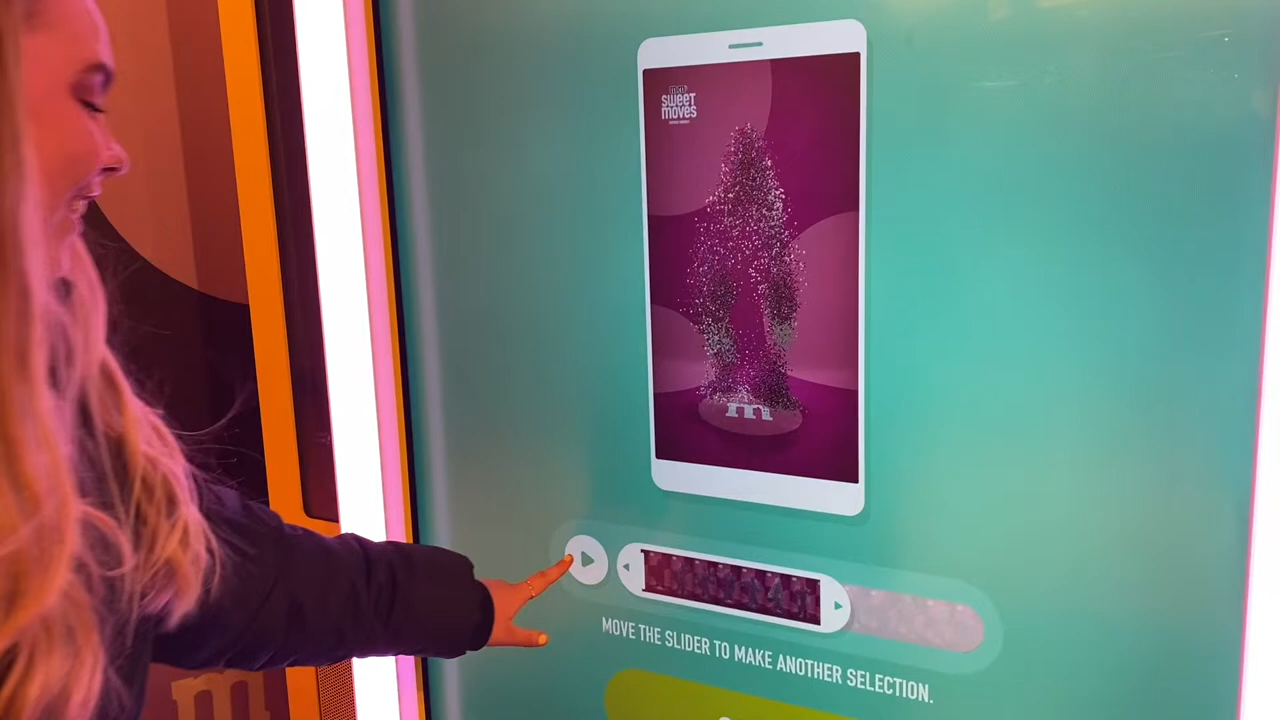 m&m's
SWEET
moves
m
MOVE THE SLIDER TO MAKE ANOTHER SELECTION.
m